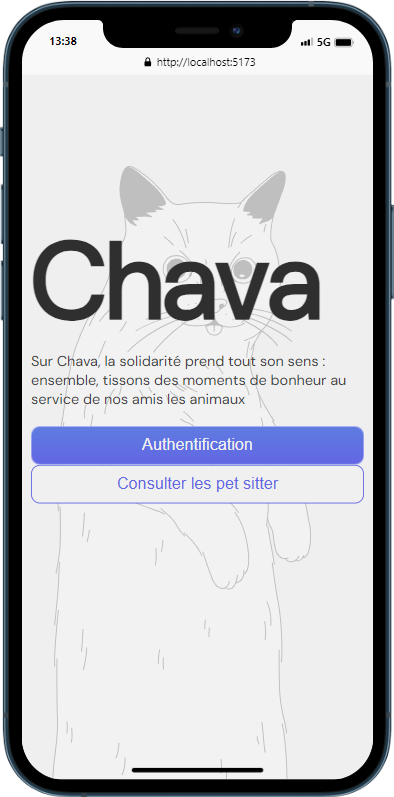 13:38
5G
http://localhost:5173
Chava
Sur Chava, la solidarité prend tout son sens :
ensemble, tissons des moments de bonheur au
service de nos amis les animaux
Authentification
Consulter les pet sitter